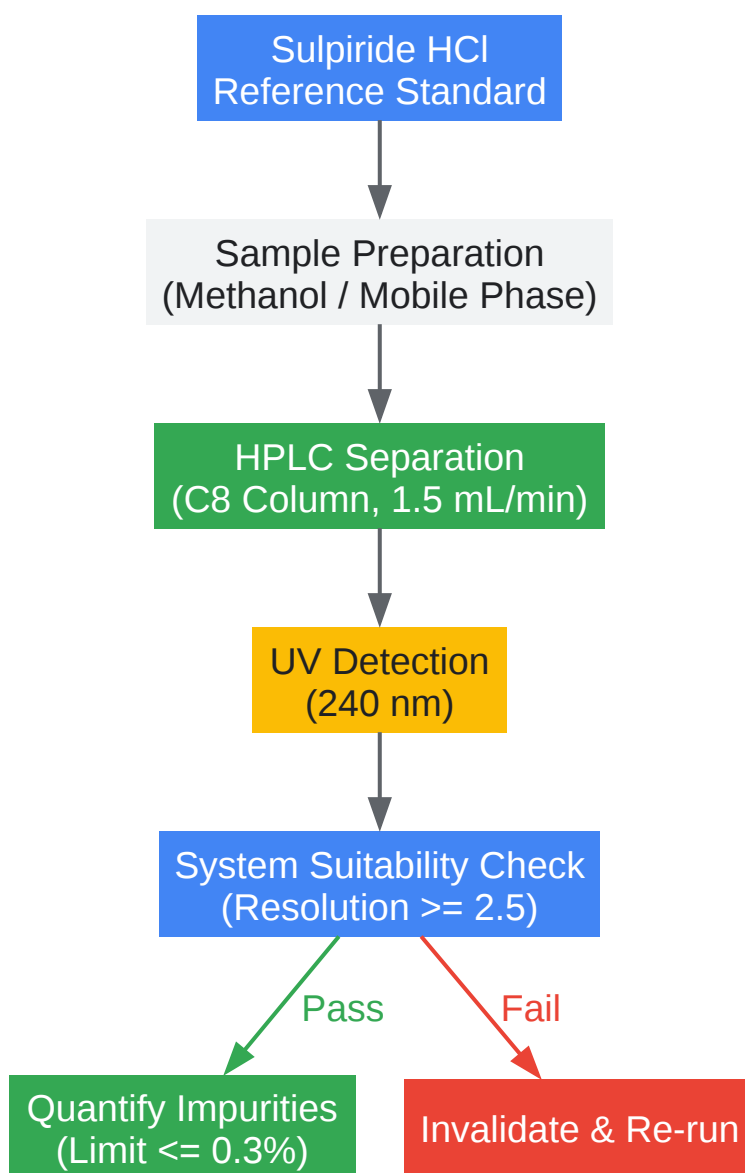 Sulpiride HCl
Reference Standard
Sample Preparation
(Methanol / Mobile Phase)
HPLC Separation
(C8 Column, 1.5 mL/min)
UV Detection
(240 nm)
System Suitability Check
(Resolution >= 2.5)
Pass
Fail
Quantify Impurities
(Limit <= 0.3%)
Invalidate & Re-run